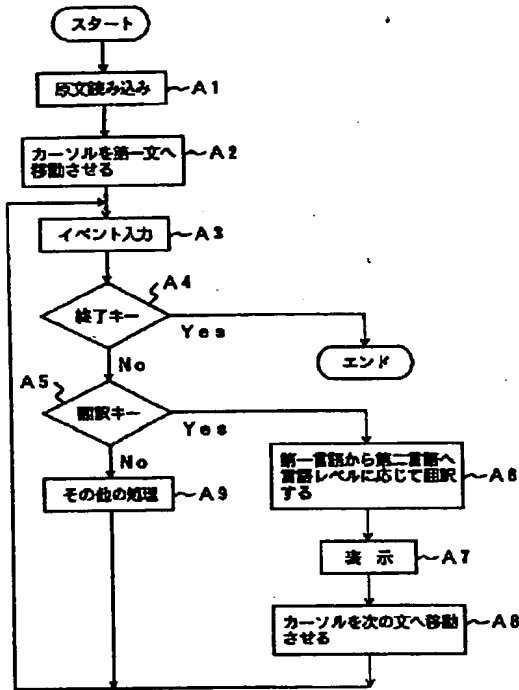 スタート
原文読み込み
A1
カーソルを第一文へ
移動させる
A2
イベント入力
A3
A4
終了キー
Yes
No
エンド
A5
翻訳キー
Yes
No
第一言語から第二言語へ
言語レベルに応じて翻訳
する
A6
その他の処理
A9
表 示
A7
カーソルを次の文へ移動
させる
A8